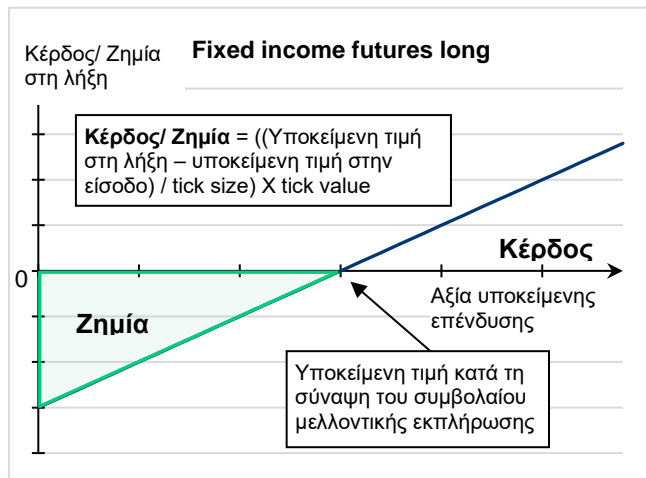 Κέρδος/ Ζημία
στη λήξη
Fixed income futures long
Κέρδος/ Ζημία = ((Υποκείμενη τιμή
στη λήξη – υποκείμενη τιμή στην
είσοδο) / tick size) X tick value
Κέρδος
0
Αξία υποκείμενης
επένδυσης
Ζημία
Υποκείμενη τιμή κατά τη
σύναψη του συμβολαίου
μελλοντικής εκπλήρωσης